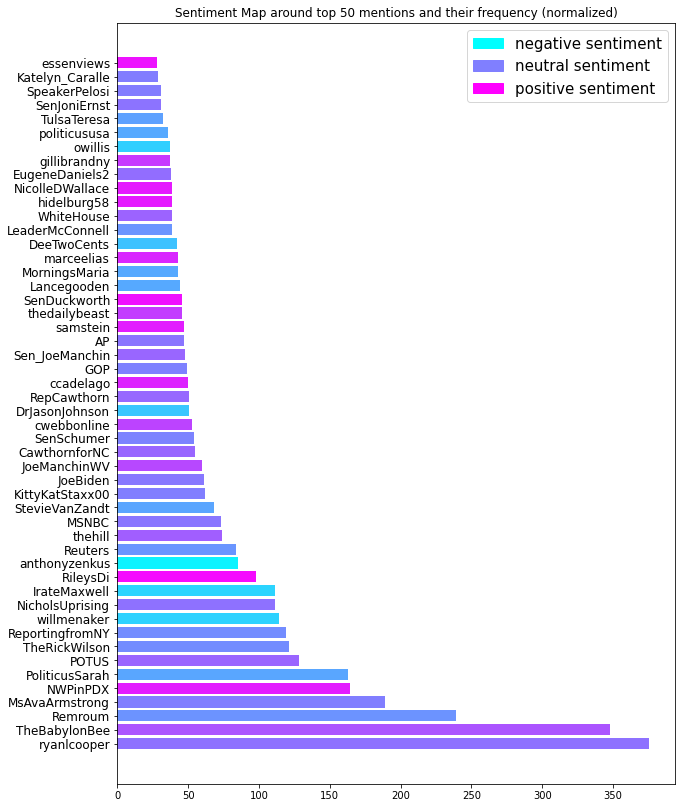 Sentiment Map around top 50 mentions and their frequency (normalized)
negative sentiment
neutral sentiment
positive sentiment
essenviews
Katelyn_Caralle
SpeakerPelosi
SenJoniErnst
TulsaTeresa
politicususa
owillis
gillibrandny
EugeneDaniels2
NicolleDWallace
hidelburg58
WhiteHouse
LeaderMcConnell
DeeTwoCents
marceelias
MorningsMaria
Lancegooden
SenDuckworth
thedailybeast
samstein
AP
Sen_JoeManchin
GOP
ccadelago
RepCawthorn
DrJasonJohnson
cwebbonline
SenSchumer
CawthornforNC
JoeManchinWV
JoeBiden
KittyKatStaxx00
StevieVanZandt
MSNBC
thehill
Reuters
anthonyzenkus
RileysDi
IrateMaxwell
NicholsUprising
willmenaker
ReportingfromNY
TheRickWilson
POTUS
PoliticusSarah
NWPinPDX
MsAvaArmstrong
Remroum
TheBabylonBee
ryanlcooper
0 50 100 150 200 250 300 350